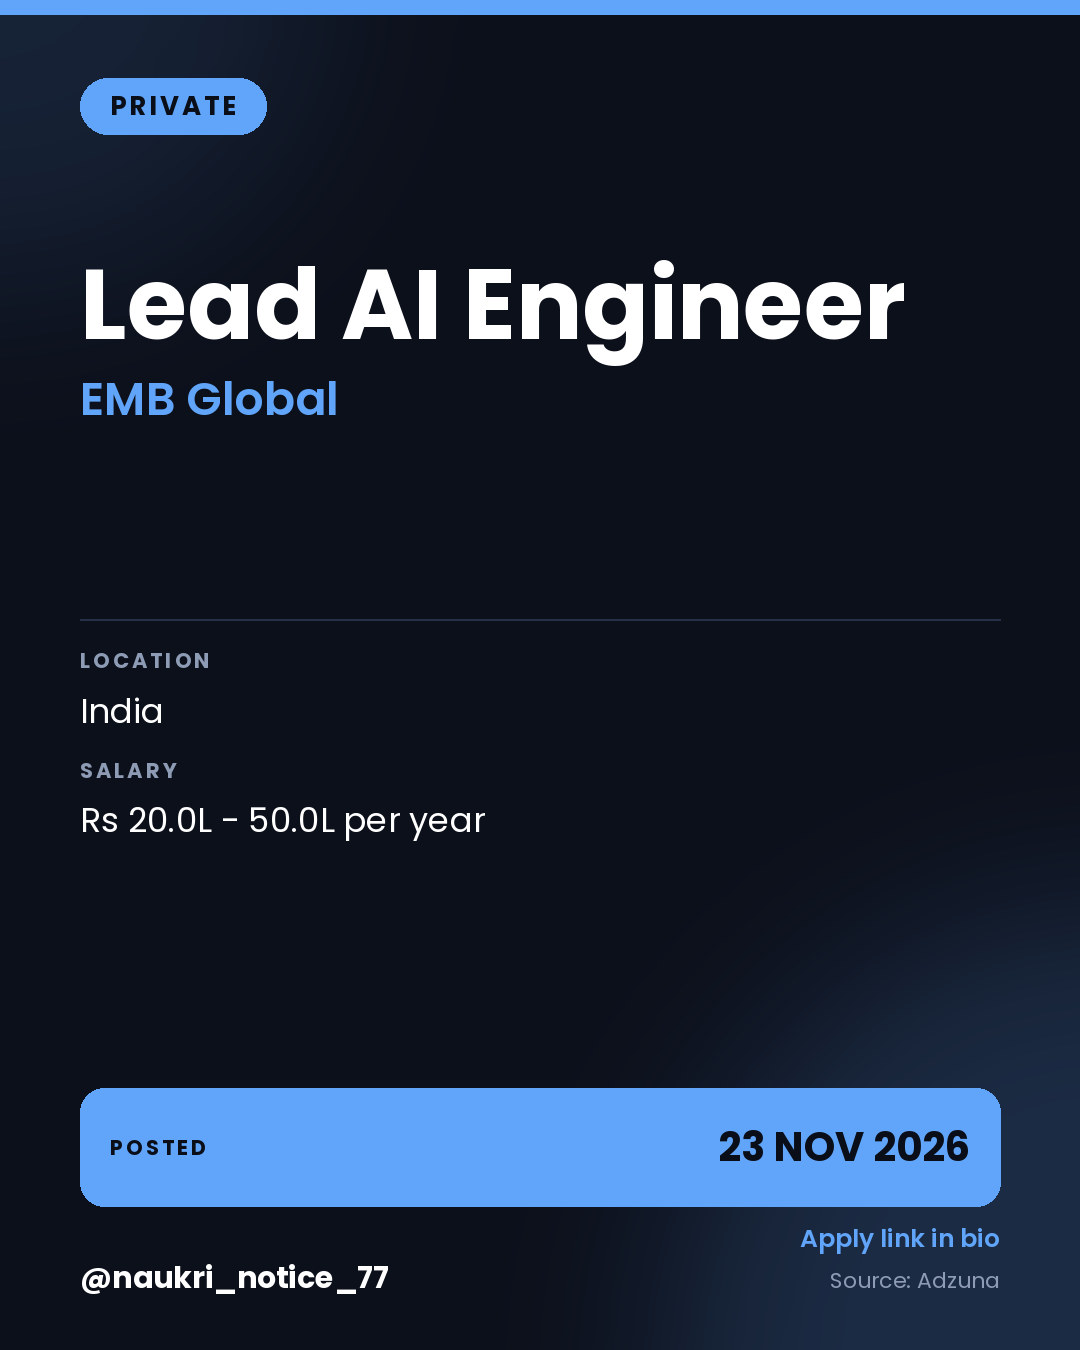 PRIVATE
Lead AI Engineer
EMB Global
LOCATION
India
SALARY
Rs 20.0L - 50.0L per year
POSTED
23 NOV 2026
Apply link in bio
@naukri_notice_77
Source: Adzuna